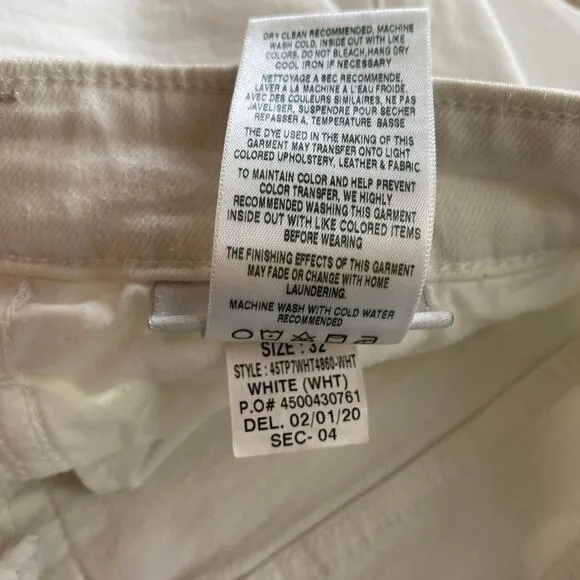 DRY CLEAN RECOMMENDED, MACHINE
WASH COLD, INSIDE OUT WITH LIKE
COLORS, DO NOT BLEACH, HANG DRY
COOL IRON IF NECESSARY
NETTOYAGE A SEC RECOMMENDE,
LAVER A LA MACHINE A L'EAU FROIDE,
AVEC DES COULEURS SIMILAIRES, NE PAS
JAVELISER, SUSPENDRE POUR SECHER
REPASSER A, TEMPERATURE BASSE
THE DYE USED IN THE MAKING OF THIS
GARMENT MAY TRANSFER ONTO LIGHT
COLORED UPHOLSTERY, LEATHER & FABRIC
TO MAINTAIN COLOR AND HELP PREVENT
COLOR TRANSFER, WE HIGHLY
RECOMMENDED WASHING THIS GARMENT
INSIDE OUT WITH LIKE COLORED ITEMS
BEFORE WEARING
THE FINISHING EFFECTS OF THIS GARMENT
MAY FADE OR CHANGE WITH HOME
LAUNDERING.
MACHINE WASH WITH COLD WATER
RECOMMENDED
SIZE : 32
STYLE : 45TP7WHT4860-WHT
WHITE (WHT)
P.O# 4500430761
DEL. 02/01/20
SEC- 04